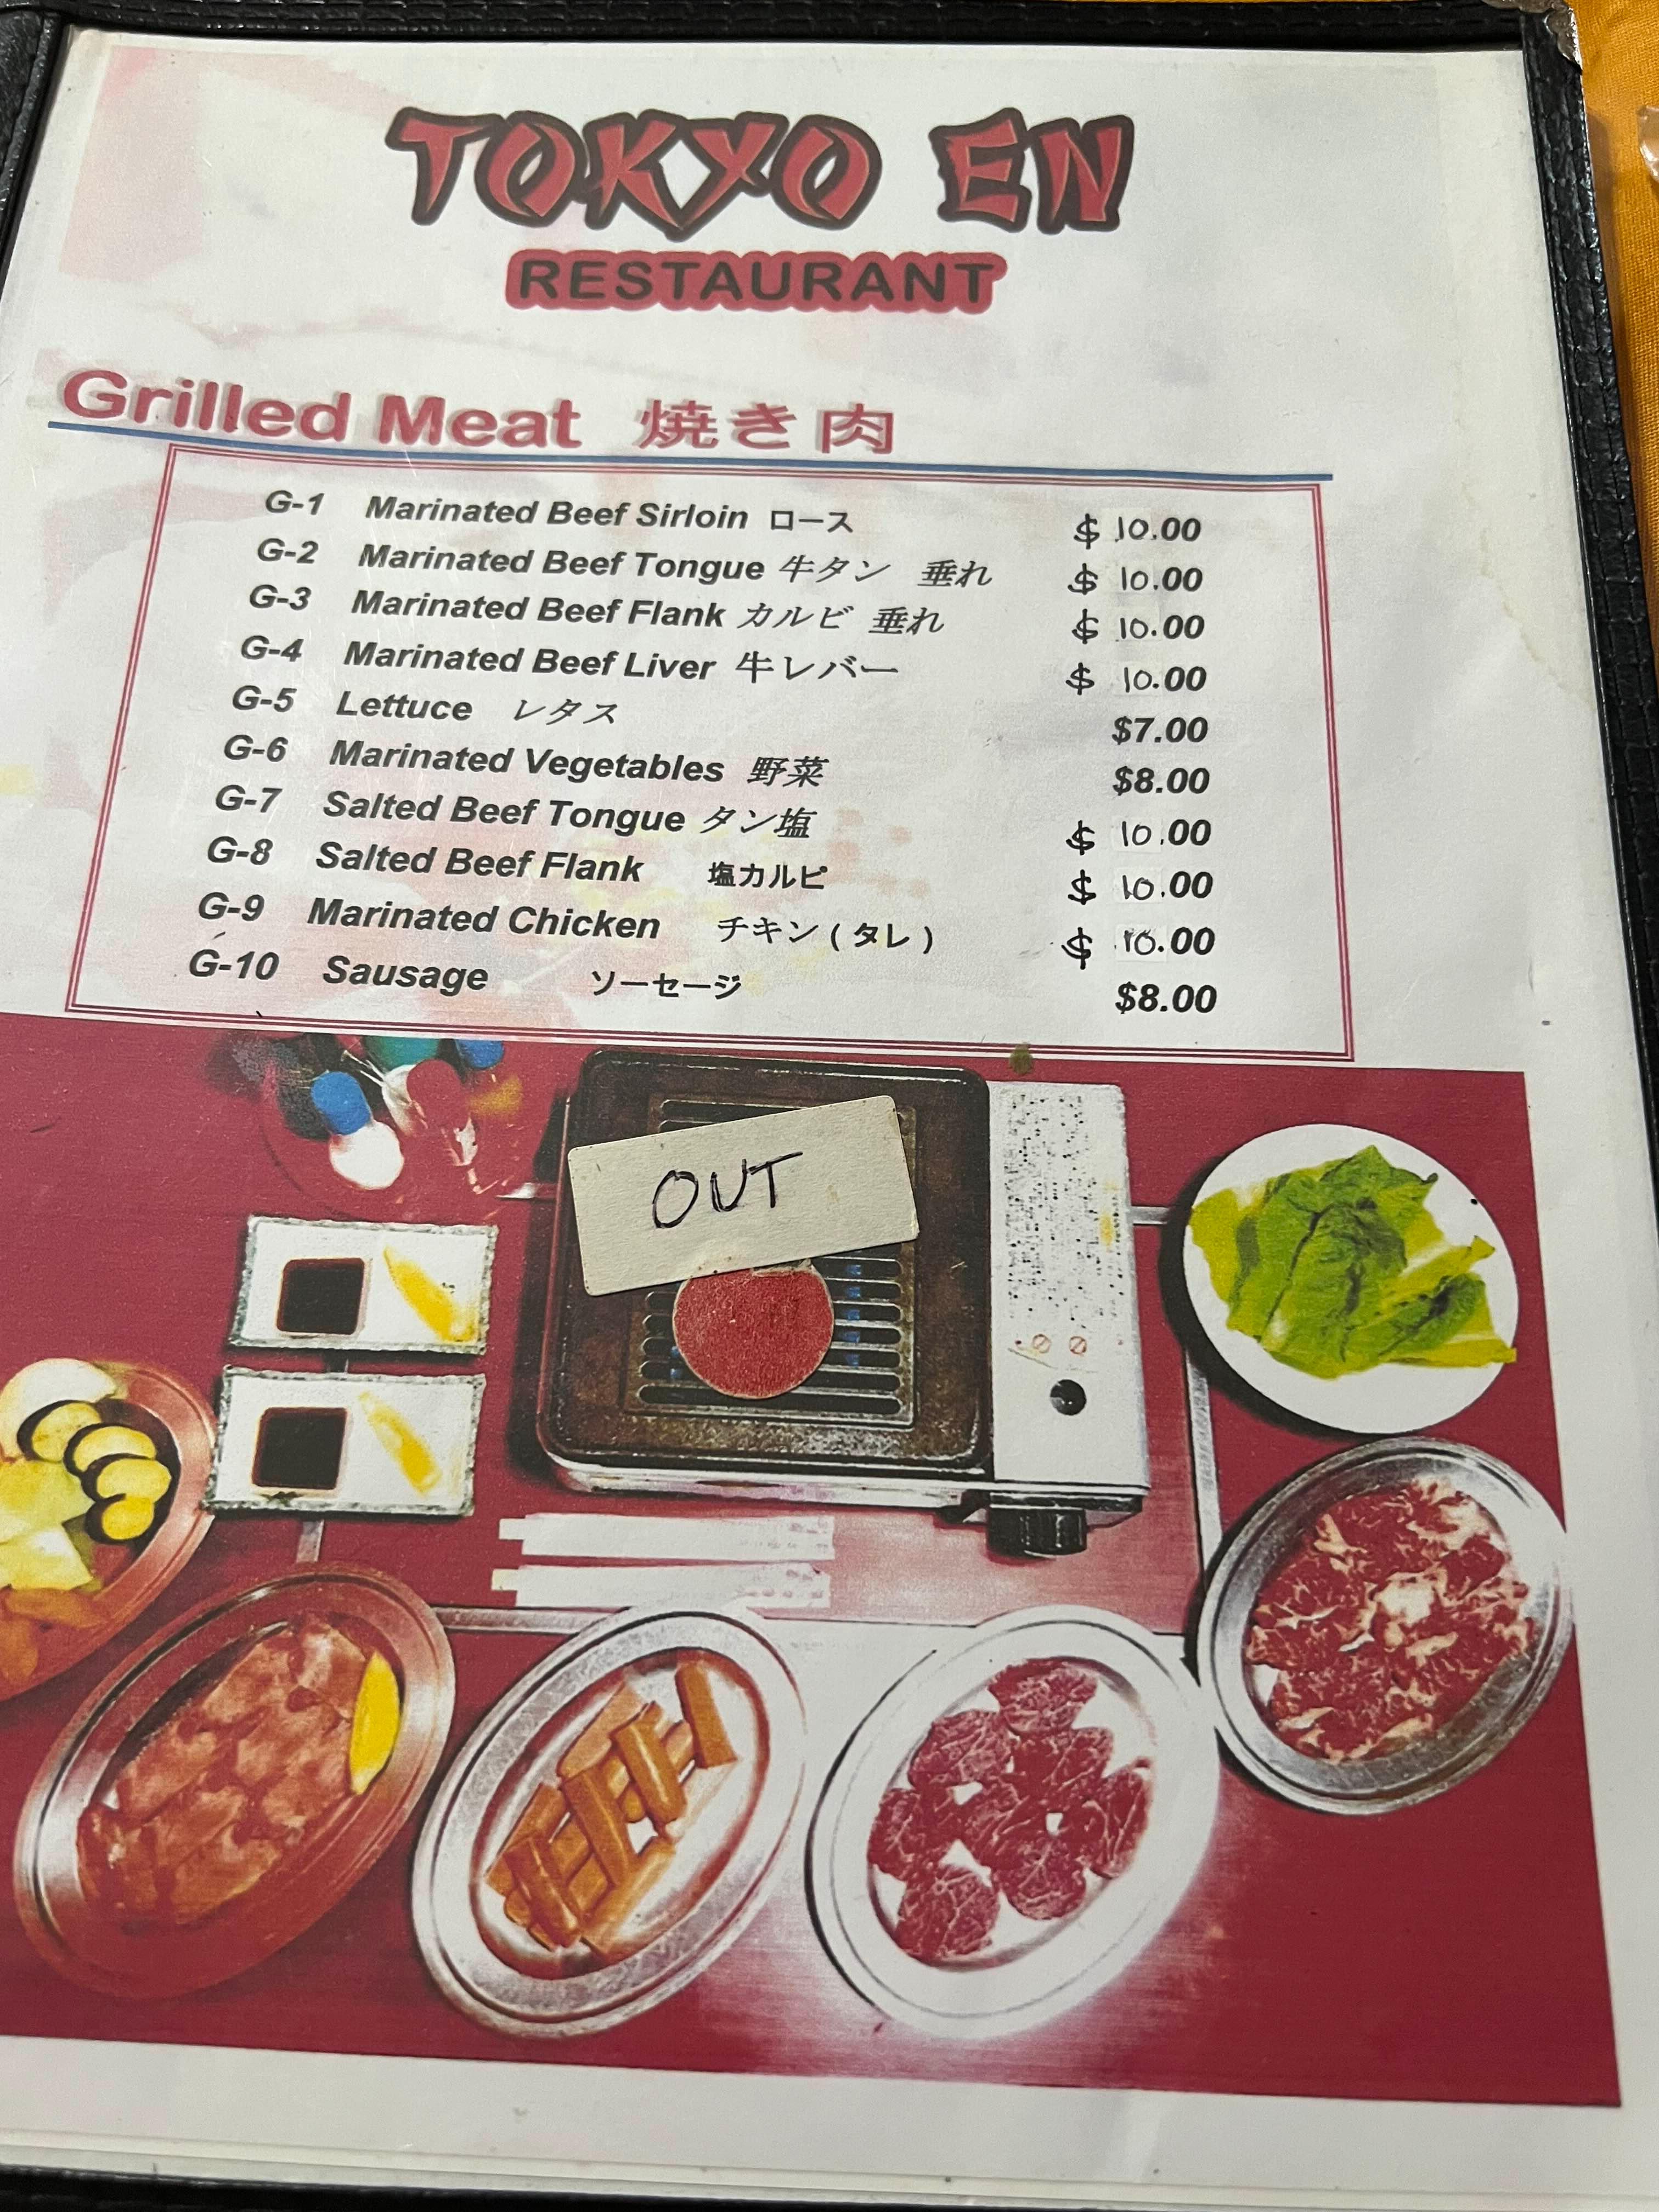 TOKYO EN
RESTAURANT
Grilled Meat 焼き肉
G-1 Marinated Beef Sirloin ロース $ 10.00
G-2 Marinated Beef Tongue 牛タン 垂れ $ 10.00
G-3 Marinated Beef Flank カルビ 垂れ $ 10.00
G-4 Marinated Beef Liver 牛レバー $ 10.00
G-5 Lettuce レタス $7.00
G-6 Marinated Vegetables 野菜 $8.00
G-7 Salted Beef Tongue タン塩 $ 10.00
G-8 Salted Beef Flank 塩カルピ $ 10.00
G-9 Marinated Chicken チキン ( タレ ) $ 10.00
G-10 Sausage ソーセージ $8.00
OUT